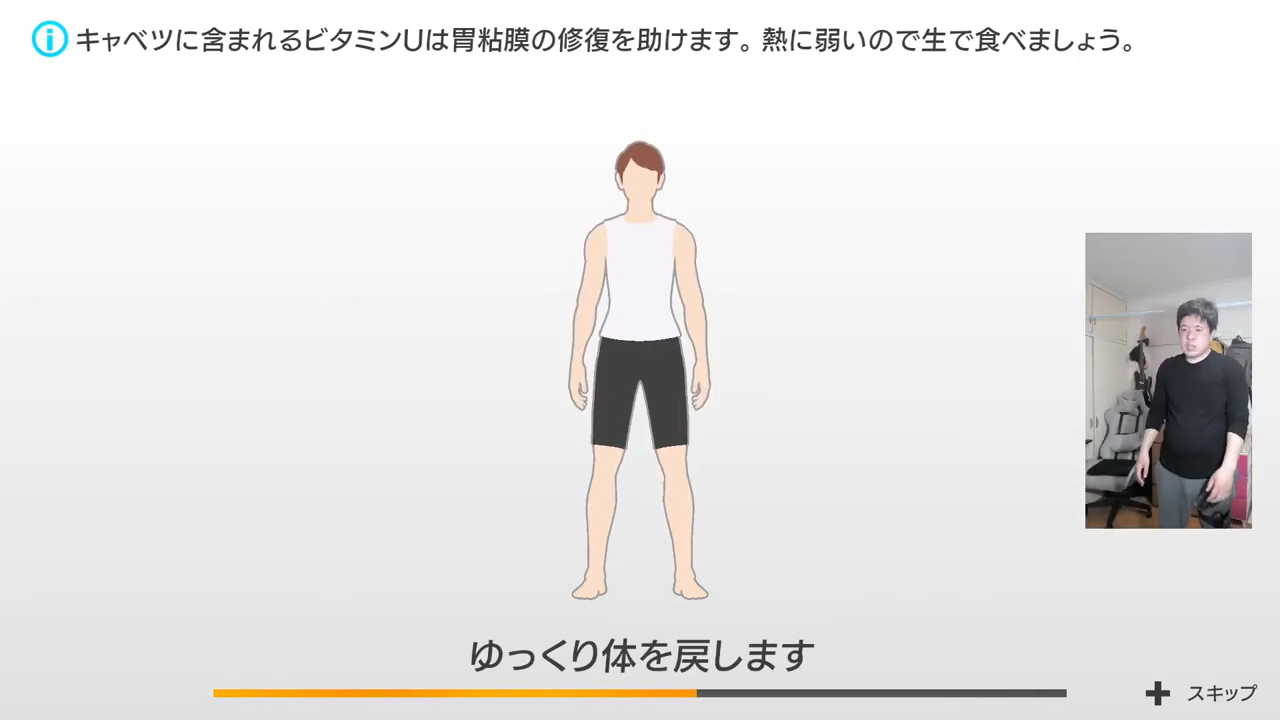 キャベツに含まれるビタミンUは胃粘膜の修復を助けます。熱に弱いので生で食べましょう。
ゆっくり体を戻します
スキップ